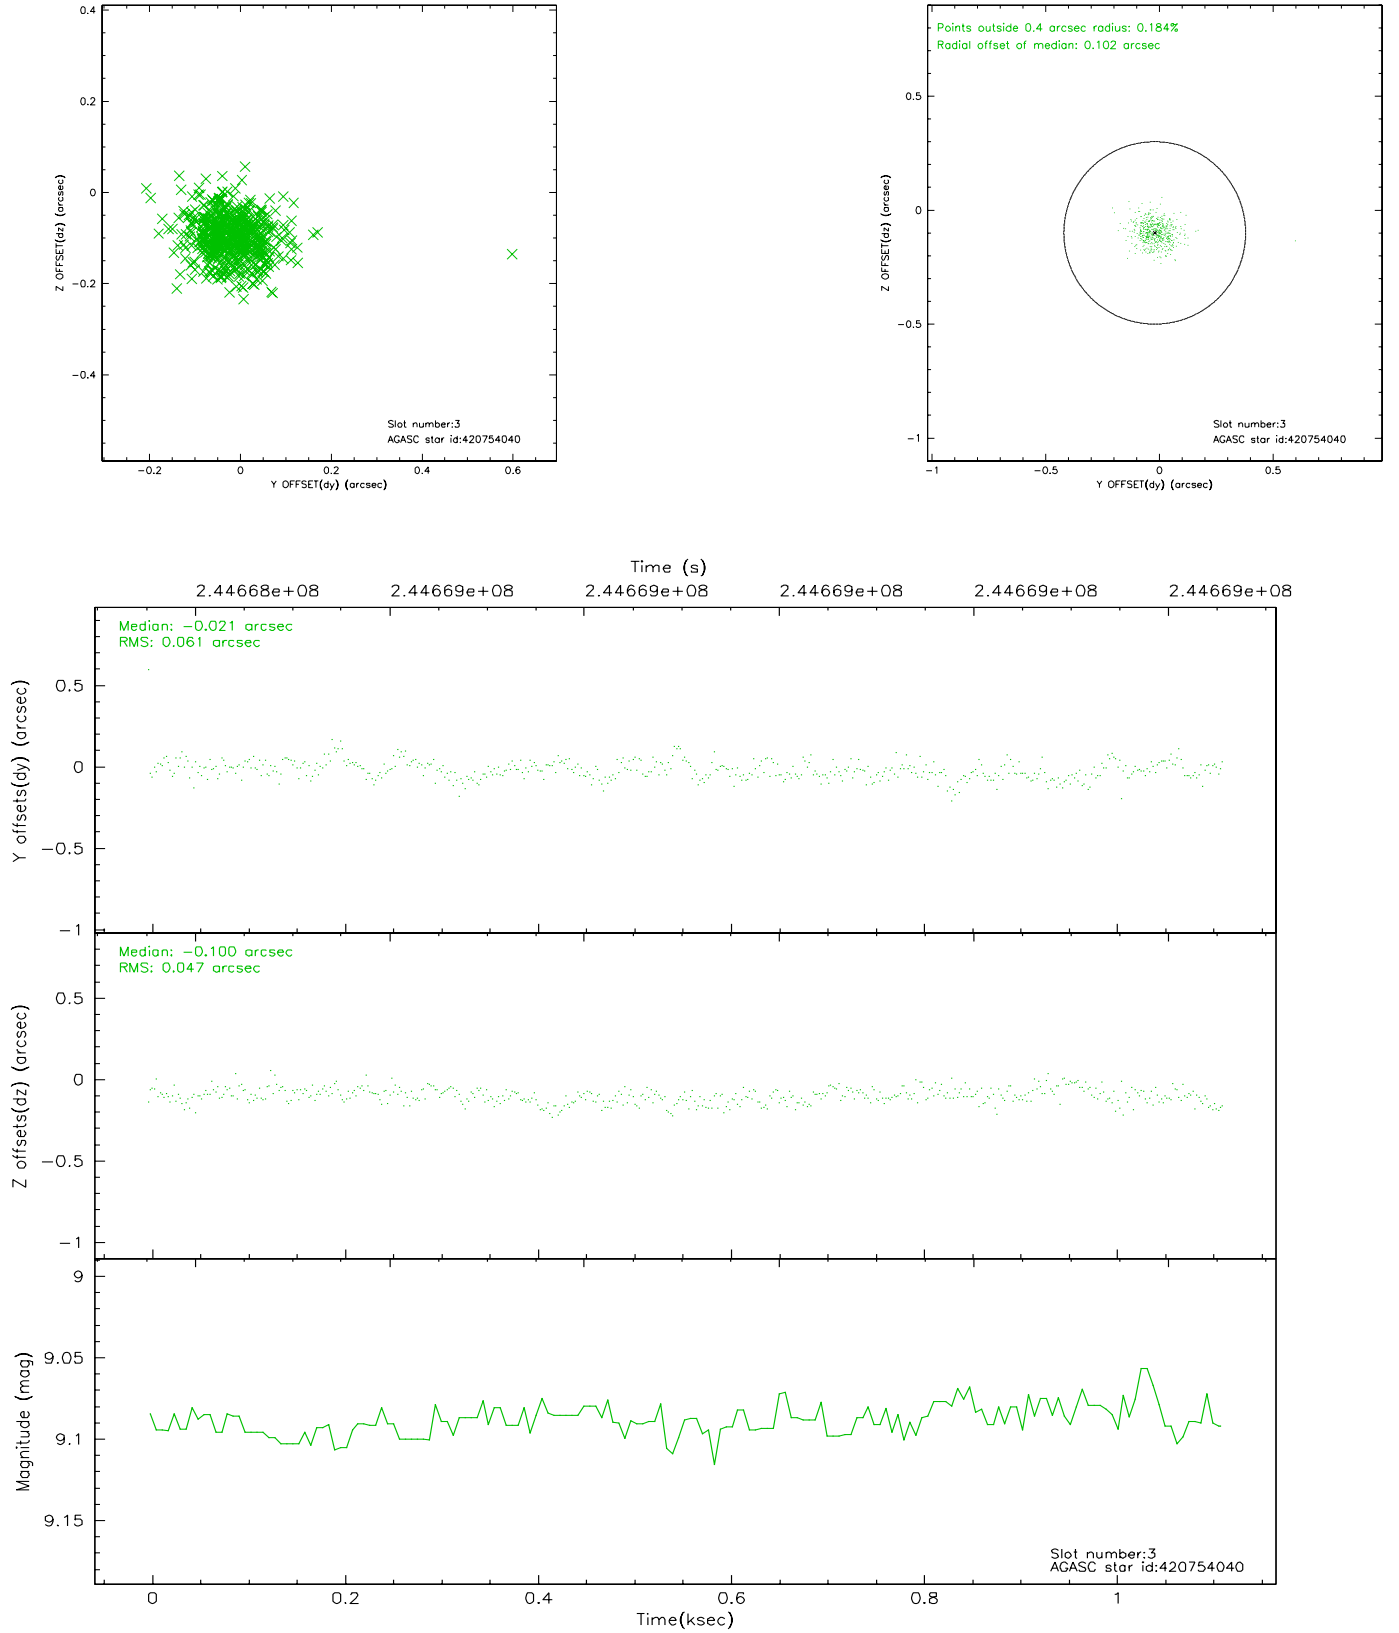 0.4
0.2
0
−0.2
−0.4
Z OFFSET(dz) (arcsec)
Slot number:3
AGASC star id:420754040
−0.2 0 0.2 0.4 0.6
Y OFFSET(dy) (arcsec)
Points outside 0.4 arcsec radius: 0.184%
Radial offset of median: 0.102 arcsec
0.5
0
−0.5
−1
Z OFFSET(dz) (arcsec)
Slot number:3
AGASC star id:420754040
−1 −0.5 0 0.5
Y OFFSET(dy) (arcsec)
Time (s)
2.44668e+08 2.44669e+08 2.44669e+08 2.44669e+08 2.44669e+08 2.44669e+08
Median: −0.021 arcsec
RMS: 0.061 arcsec
0.5
0
−0.5
−1
Y offsets(dy) (arcsec)
Median: −0.100 arcsec
RMS: 0.047 arcsec
0.5
0
−0.5
−1
Z offsets(dz) (arcsec)
9
9.05
9.1
9.15
Magnitude (mag)
Slot number:3
AGASC star id:420754040
0 0.2 0.4 0.6 0.8 1
Time(ksec)